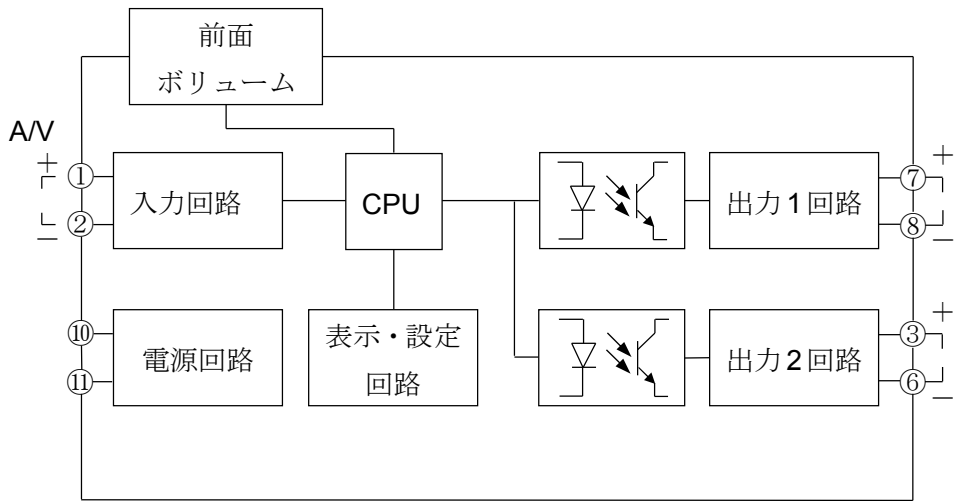 前面
ボリューム
A/V
+
①
入力回路
CPU
出力1回路
+
⑦
②
−
⑧
−
⑩
電源回路
⑪
表示・設定
回路
出力2回路
+
③
⑥
−